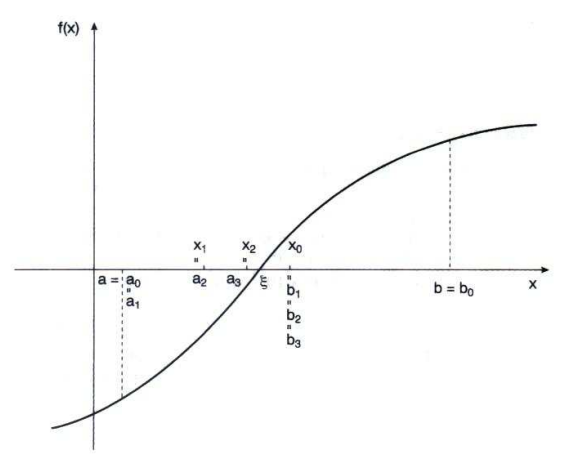 f(x)
x₁ x₂ x₀
" " 
a = a₀ a₂ a₃ ξ b₁ b = b₀ x
"
a₁ "
b₂
"
b₃